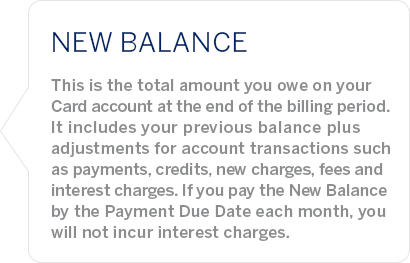 NEW BALANCE
This is the total amount you owe on your
Card account at the end of the billing period.
It includes your previous balance plus
adjustments for account transactions such
as payments, credits, new charges, fees and
interest charges. If you pay the New Balance
by the Payment Due Date each month, you
will not incur interest charges.